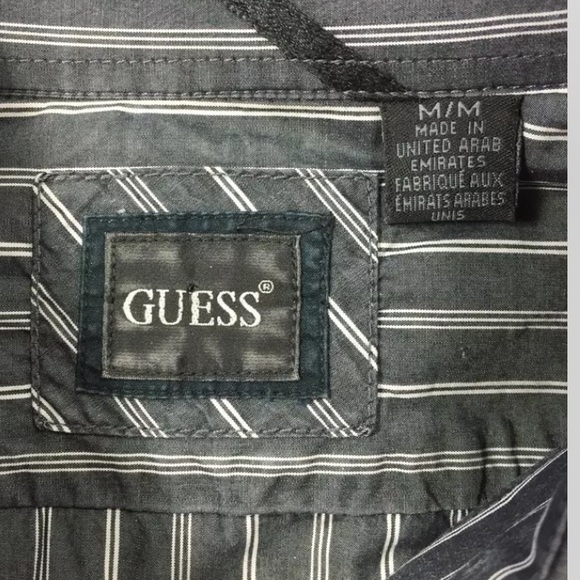 M/M
MADE IN
UNITED ARAB
EMIRATES
FABRIQUÉ AUX
ÉMIRATS ARABES
UNIS
GUESS®